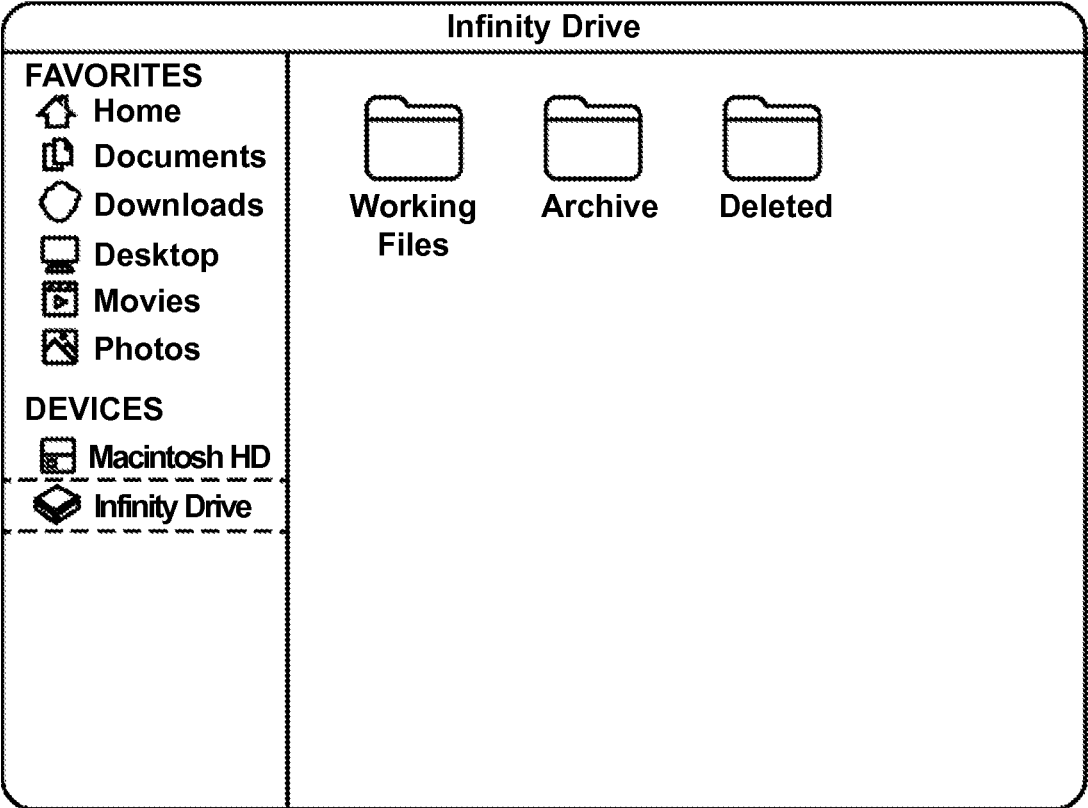 Infinity Drive
FAVORITES
Home
Documents
Downloads
Desktop
Movies
Photos
DEVICES
Macintosh HD
Infinity Drive
Working
Files
Archive
Deleted